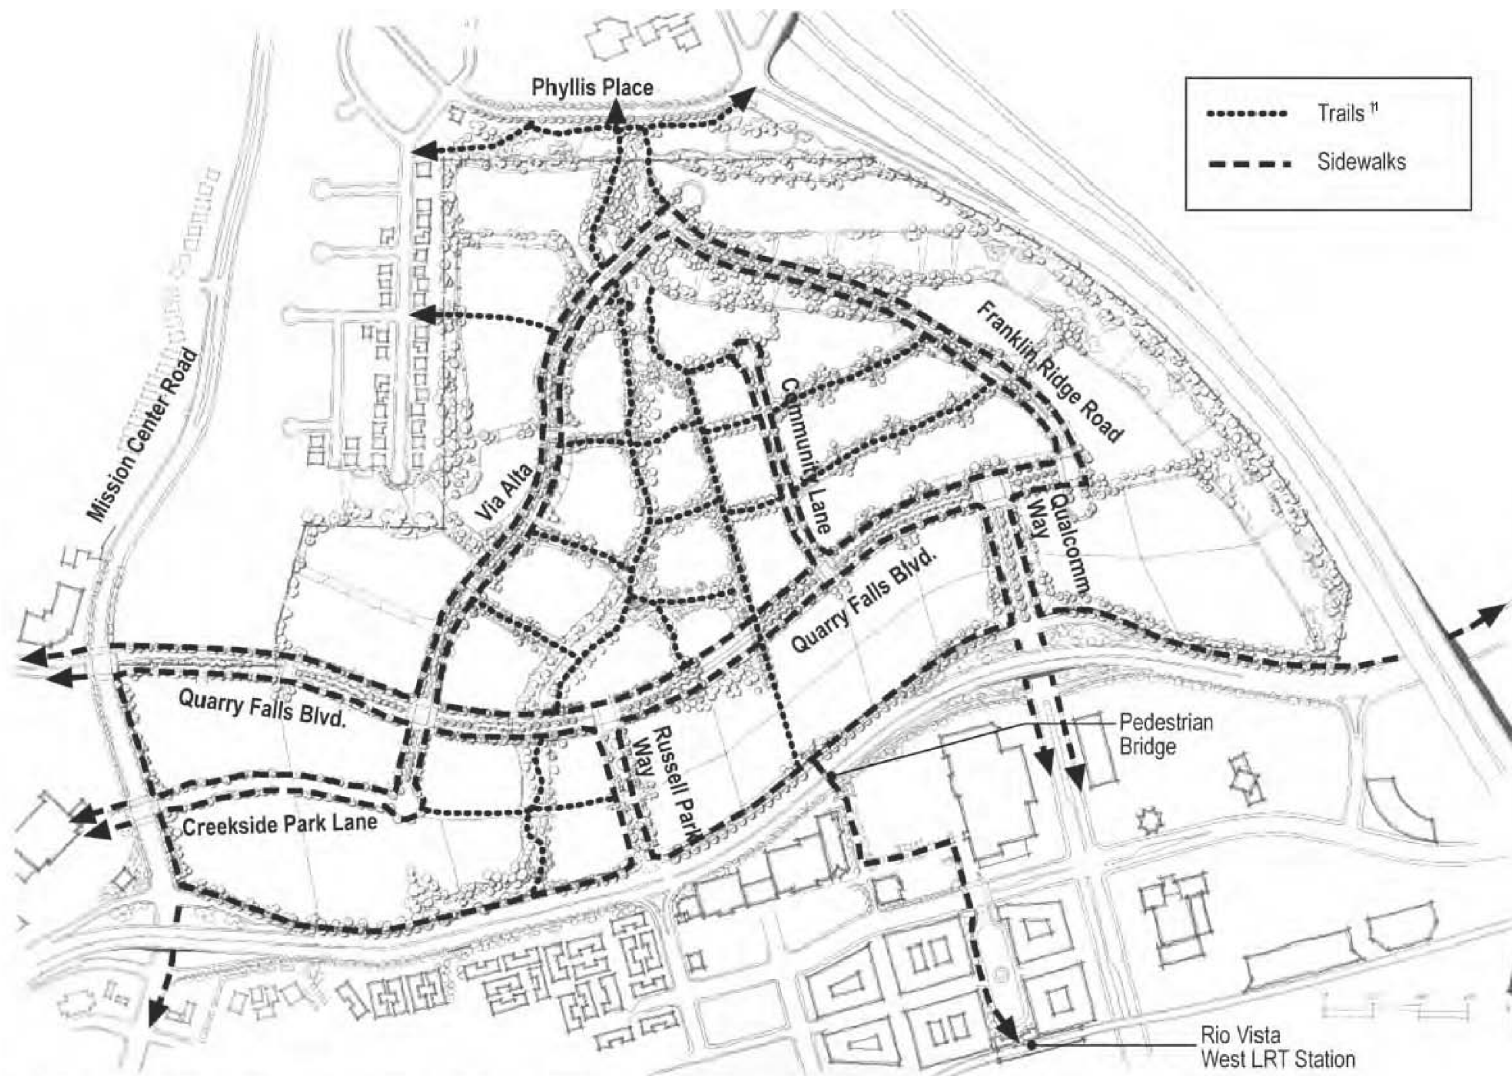 Phyllis Place
Trails ¹¹
Sidewalks
Mission Center Road
Franklin Ridge Road
Community Lane
Via Alta
Qualcomm
Way
Quarry Falls Blvd.
Quarry Falls Blvd.
Russell Park
Way
Pedestrian
Bridge
Creekside Park Lane
Rio Vista
West LRT Station